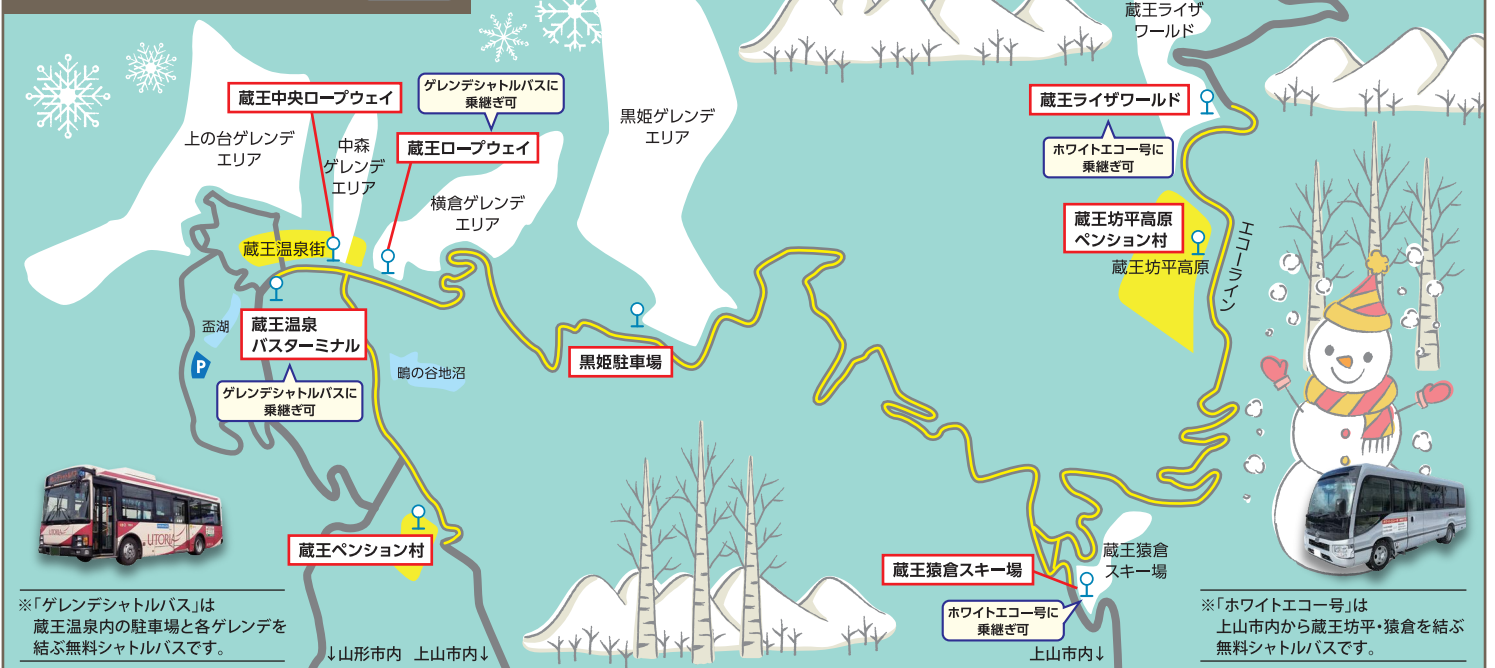 蔵王ライザ
ワールド
蔵王中央ロープウェイ
ゲレンデシャトルバスに
乗継ぎ可
蔵王ロープウェイ
上の台ゲレンデ
エリア
中森
ゲレンデ
エリア
横倉ゲレンデ
エリア
黒姫ゲレンデ
エリア
蔵王ライザワールド
ホワイトエコー号に
乗継ぎ可
蔵王坊平高原
ペンション村
蔵王坊平高原
エコーライン
蔵王温泉街
盃湖
P
蔵王温泉
バスターミナル
ゲレンデシャトルバスに
乗継ぎ可
鴫の谷地沼
黒姫駐車場
UTORIA
蔵王ペンション村
蔵王猿倉スキー場
蔵王猿倉
スキー場
ホワイトエコー号に
乗継ぎ可
※「ゲレンデシャトルバス」は
蔵王温泉内の駐車場と各ゲレンデを
結ぶ無料シャトルバスです。
↓山形市内
上山市内↓
上山市内↓
※「ホワイトエコー号」は
上山市内から蔵王坊平・猿倉を結ぶ
無料シャトルバスです。